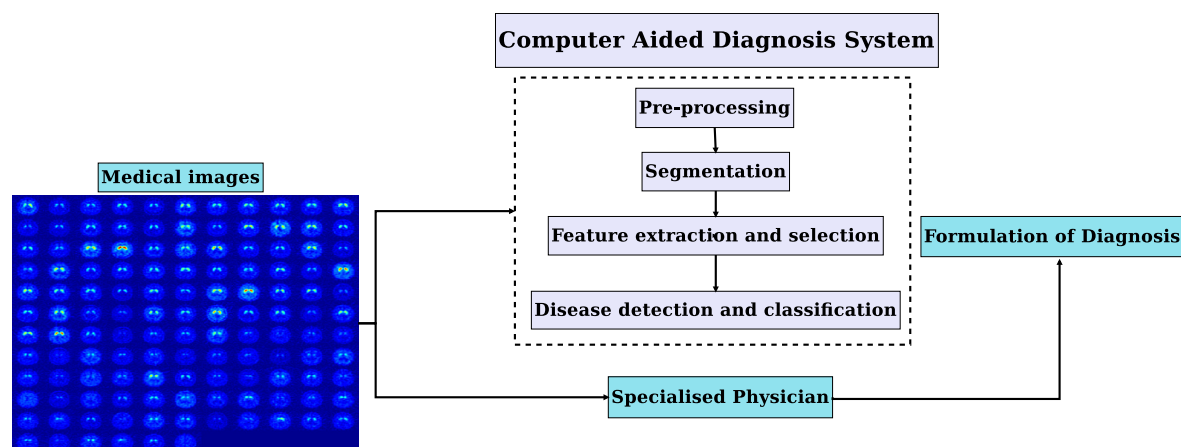 Computer Aided Diagnosis System
Pre-processing
Segmentation
Medical images
Feature extraction and selection
Formulation of Diagnosis
Disease detection and classification
Specialised Physician